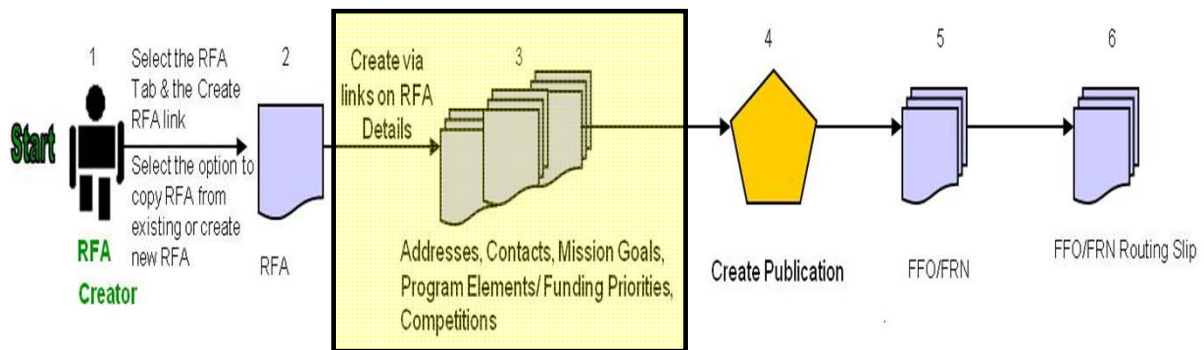 Start
1
RFA
Creator
Select the RFA
Tab & the Create
RFA link
Select the option to
copy RFA from
existing or create
new RFA
2
RFA
Create via
links on RFA
Details
3
Addresses, Contacts, Mission Goals,
Program Elements/ Funding Priorities,
Competitions
4
Create Publication
5
FFO/FRN
6
FFO/FRN Routing Slip